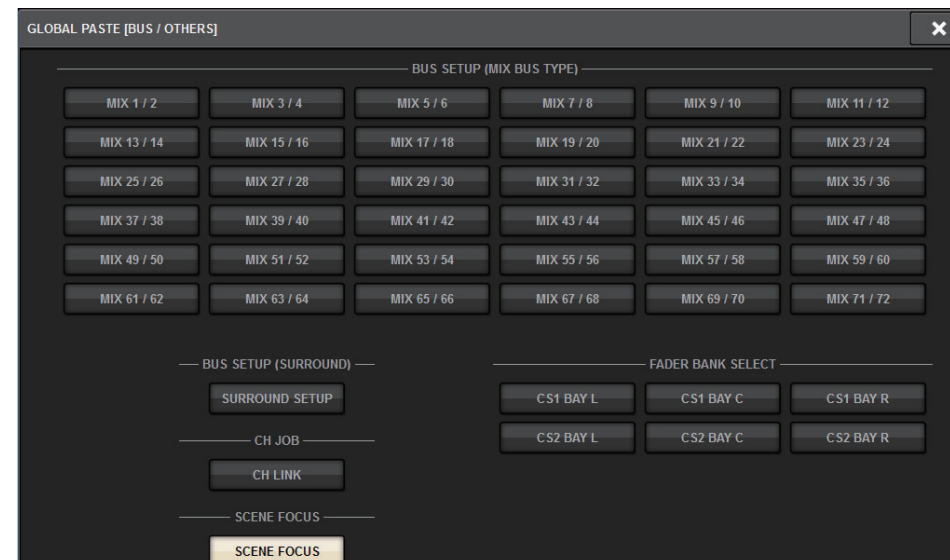 GLOBAL PASTE [BUS / OTHERS]
BUS SETUP (MIX BUS TYPE)
MIX 1 / 2 MIX 3 / 4 MIX 5 / 6 MIX 7 / 8 MIX 9 / 10 MIX 11 / 12
MIX 13 / 14 MIX 15 / 16 MIX 17 / 18 MIX 19 / 20 MIX 21 / 22 MIX 23 / 24
MIX 25 / 26 MIX 27 / 28 MIX 29 / 30 MIX 31 / 32 MIX 33 / 34 MIX 35 / 36
MIX 37 / 38 MIX 39 / 40 MIX 41 / 42 MIX 43 / 44 MIX 45 / 46 MIX 47 / 48
MIX 49 / 50 MIX 51 / 52 MIX 53 / 54 MIX 55 / 56 MIX 57 / 58 MIX 59 / 60
MIX 61 / 62 MIX 63 / 64 MIX 65 / 66 MIX 67 / 68 MIX 69 / 70 MIX 71 / 72
BUS SETUP (SURROUND) FADER BANK SELECT
SURROUND SETUP CS1 BAY L CS1 BAY C CS1 BAY R
CH JOB CS2 BAY L CS2 BAY C CS2 BAY R
CH LINK
SCENE FOCUS
SCENE FOCUS